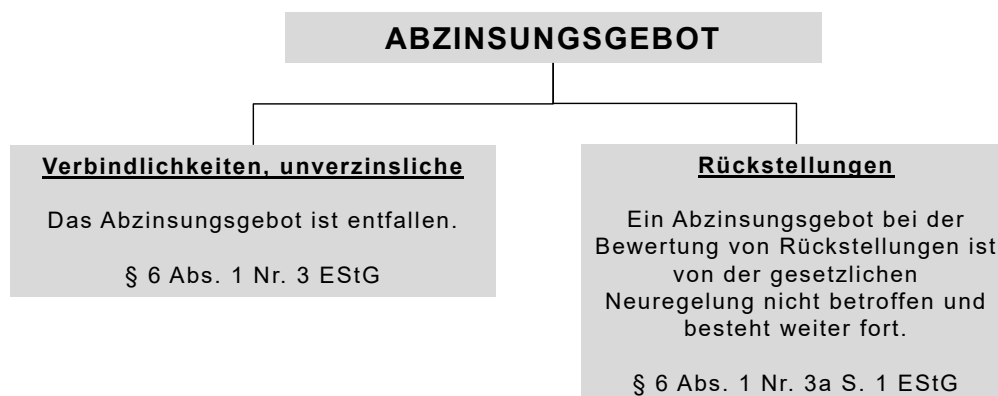 ABZINSUNGSGEBOT
Verbindlichkeiten, unverzinsliche
Das Abzinsungsgebot ist entfallen.
§ 6 Abs. 1 Nr. 3 EStG
Rückstellungen
Ein Abzinsungsgebot bei der
Bewertung von Rückstellungen ist
von der gesetzlichen
Neuregelung nicht betroffen und
besteht weiter fort.
§ 6 Abs. 1 Nr. 3a S. 1 EStG